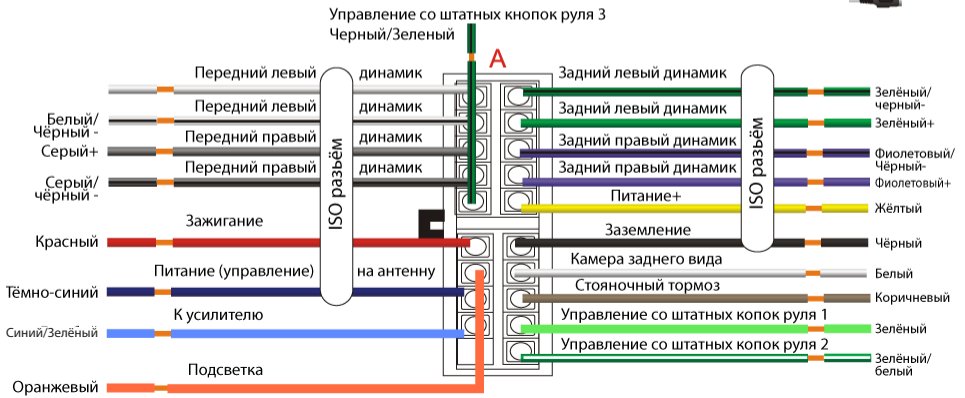 Управление со штатных кнопок руля 3
Черный/Зеленый
A
Передний левый динамик
Передний левый динамик
Белый/
Чёрный -
Передний правый динамик
Серый+
Передний правый динамик
Серый/
чёрный -
ISO разьём
Зажигание
Красный
Питание (управление) на антенну
Тёмно-синий
К усилителю
Синий/Зелёный
Подсветка
Оранжевый
Задний левый динамик
Зелёный/
черный-
Задний левый динамик
Зелёный+
Задний правый динамик
Фиолетовый/
Чёрный-
Задний правый динамик
Фиолетовый+
ISO разьём
Питание+
Жёлтый
Заземление
Чёрный
Камера заднего вида
Белый
Стояночный тормоз
Коричневый
Управление со штатных копок руля 1
Зелёный
Управление со штатных копок руля 2
Зелёный/
белый